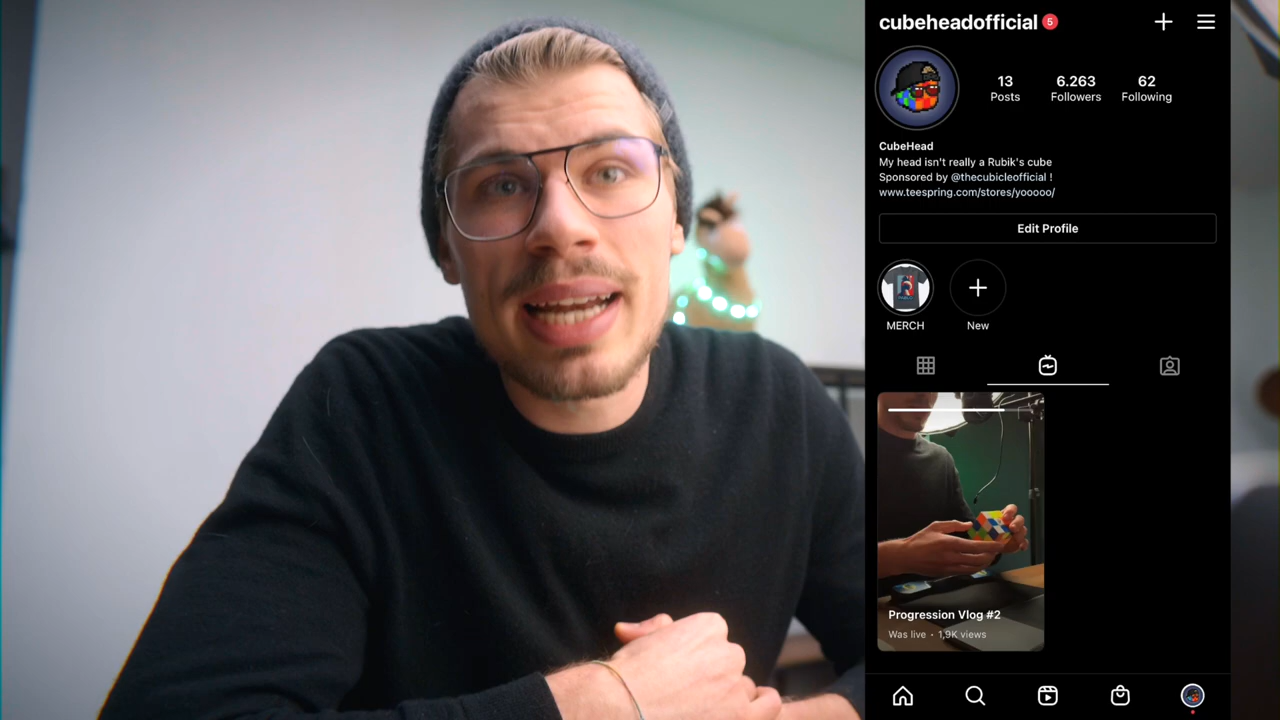 cubeheadofficial 5
13 6.263 62
Posts Followers Following
CubeHead
My head isn't really a Rubik's cube
Sponsored by @thecubicleofficial !
www.teespring.com/stores/yooooo/
Edit Profile
MERCH New
Progression Vlog #2
Was live · 1,9K views